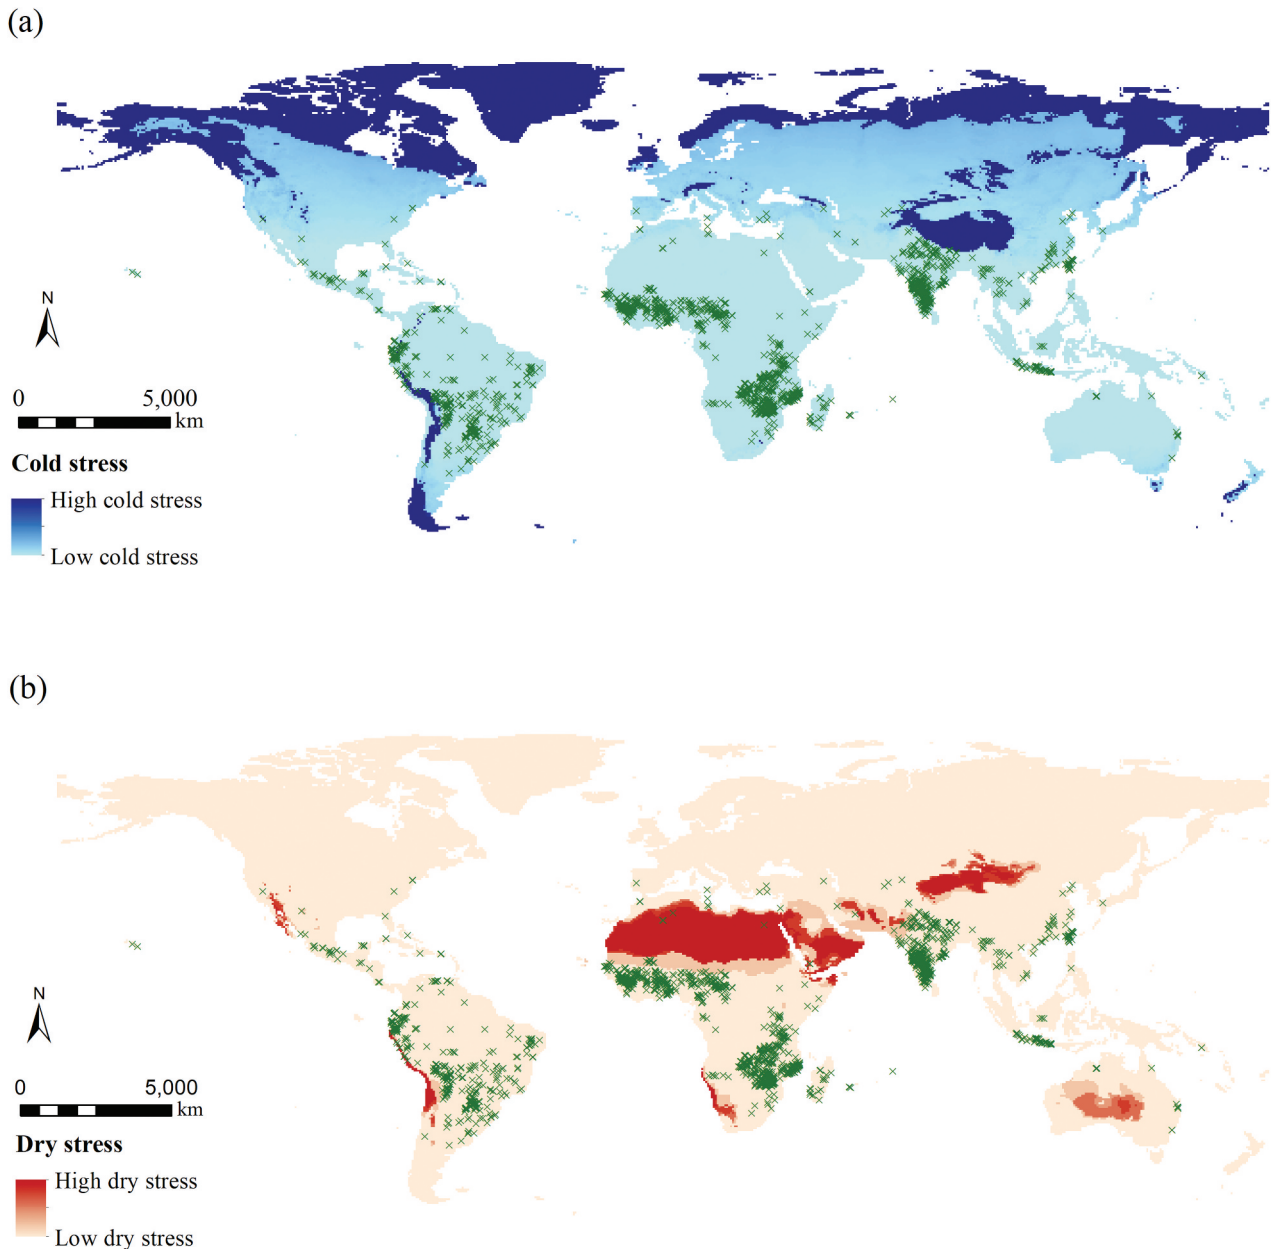 (a)
N
0 5,000
km
Cold stress
High cold stress
Low cold stress
(b)
N
0 5,000
km
Dry stress
High dry stress
Low dry stress